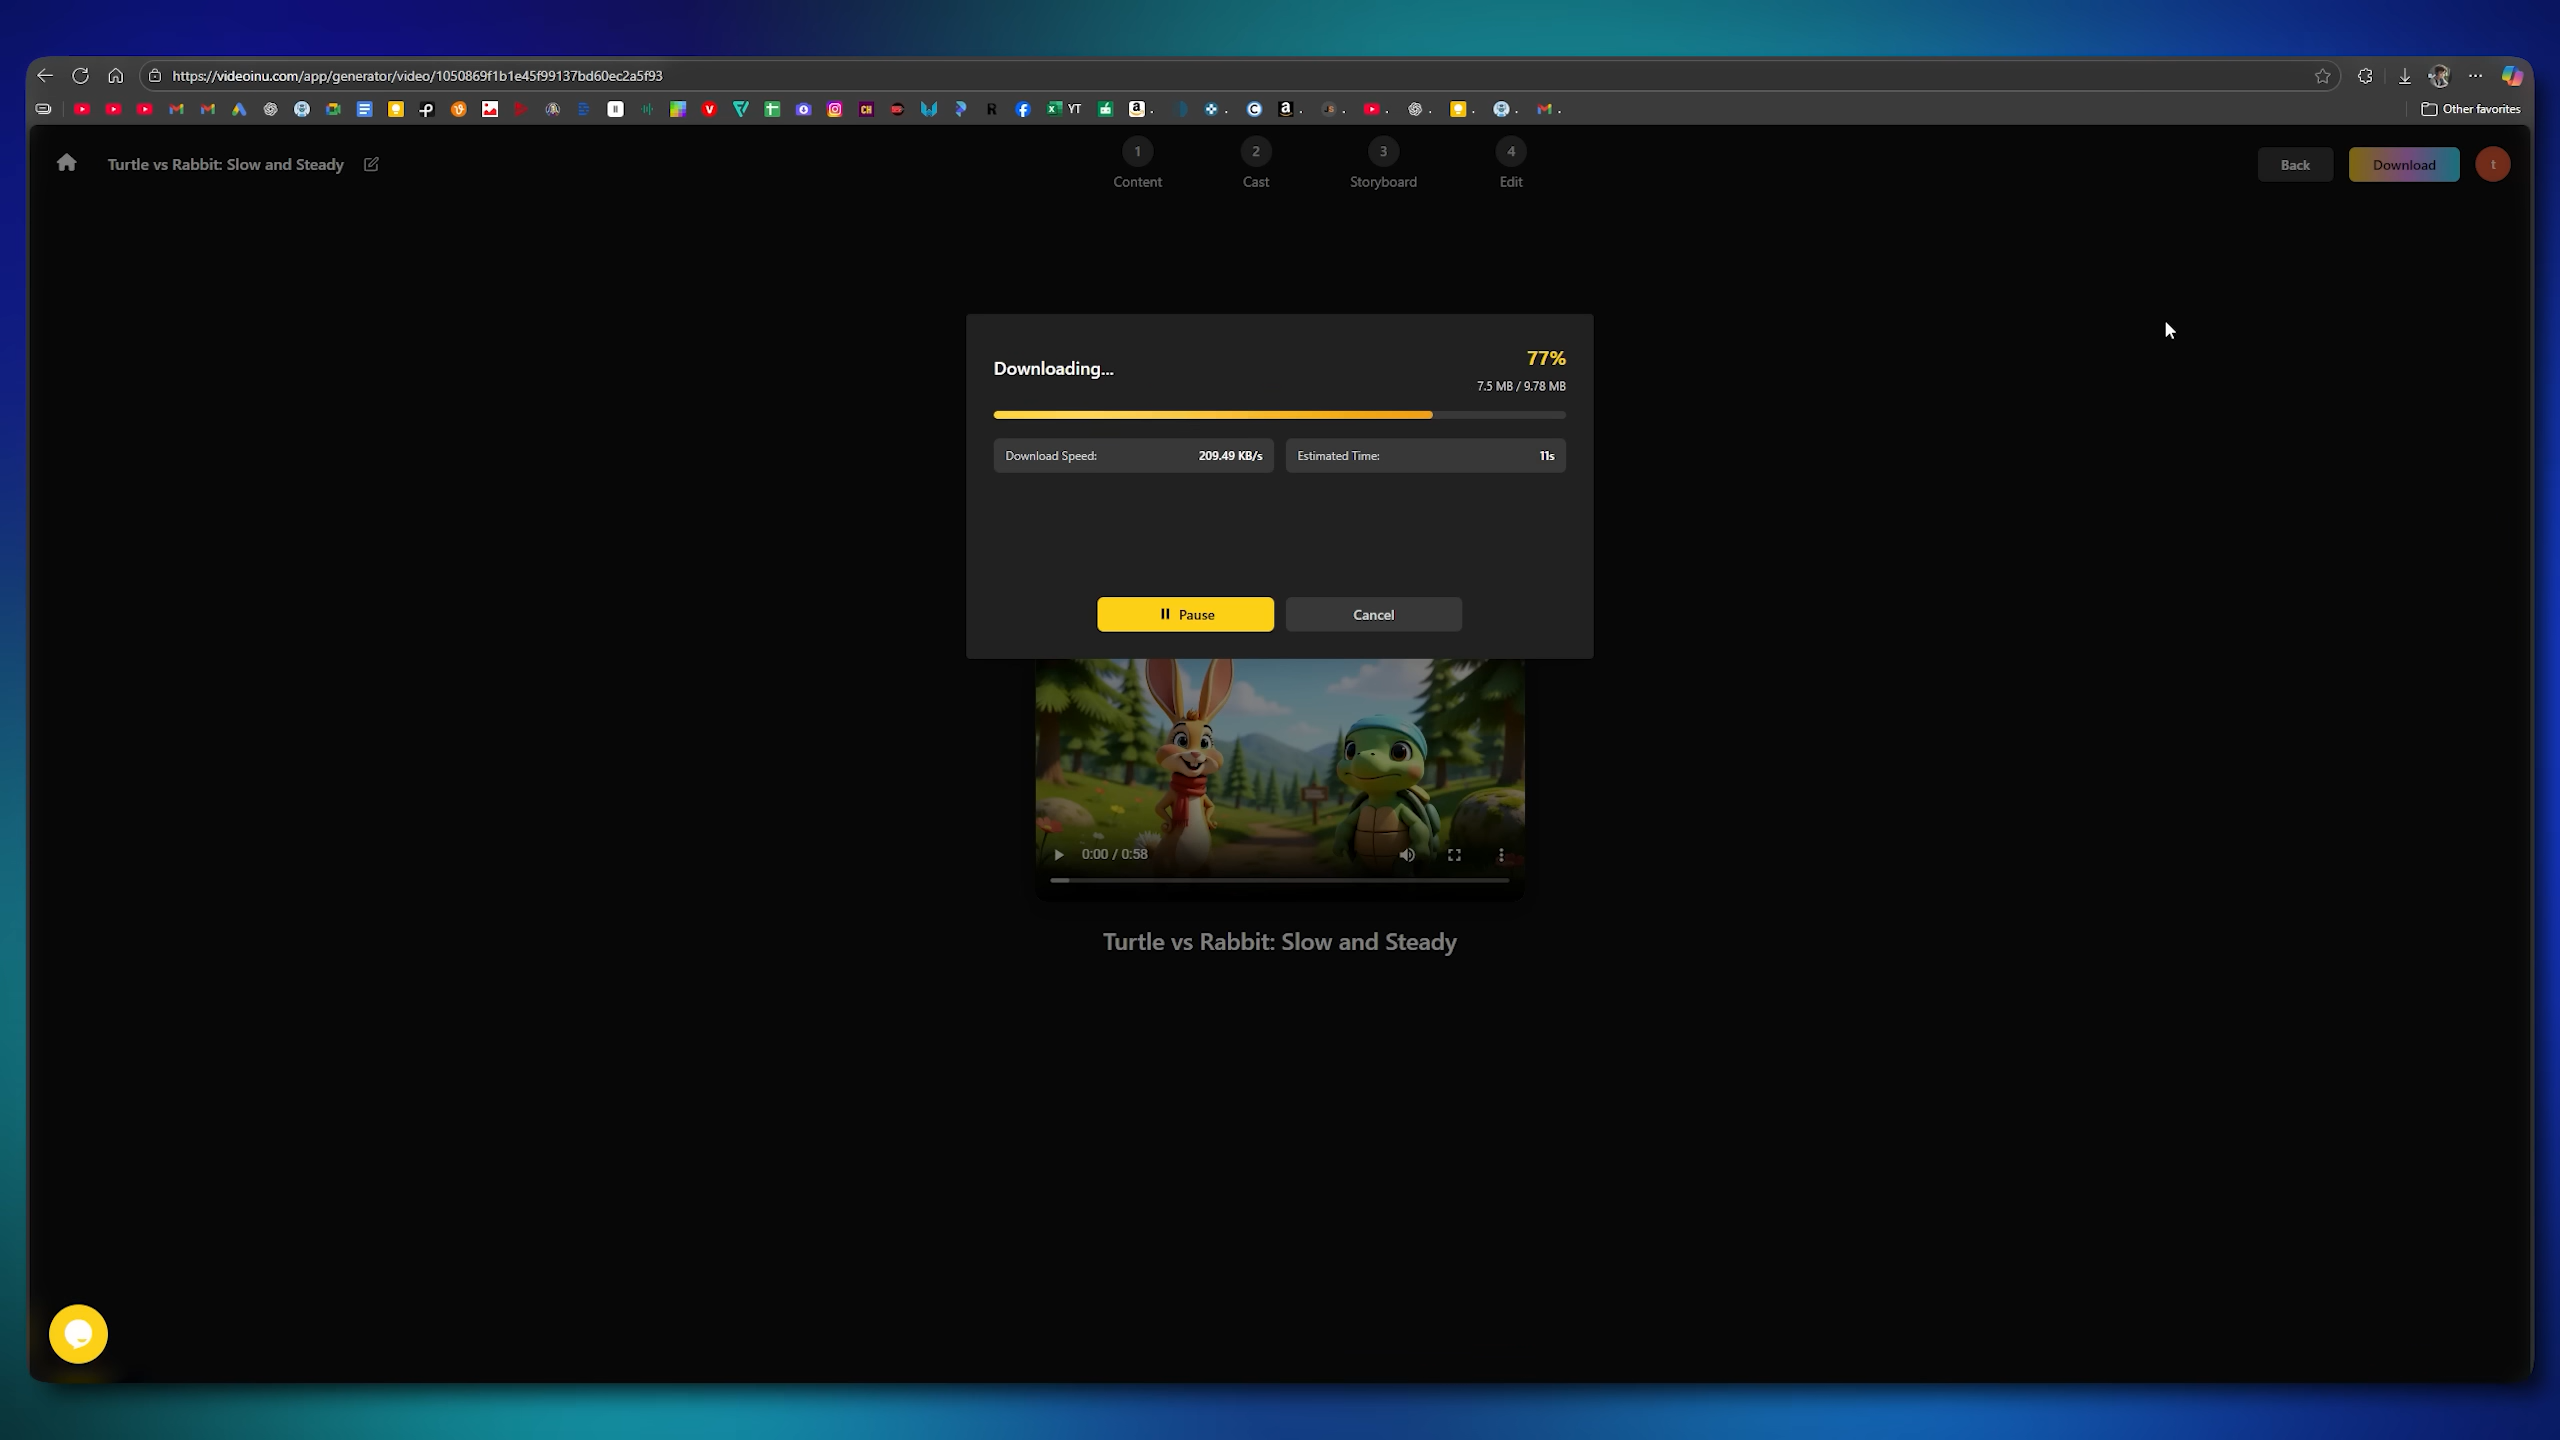 https://videoinu.com/app/generator/video/1050869f1b1e45f99137bd60ec2a5f93
YT
Other favorites
Turtle vs Rabbit: Slow and Steady
1
Content
2
Cast
3
Storyboard
4
Edit
Back
Download
t
Downloading...
77%
7.5 MB / 9.78 MB
Download Speed:
209.49 KB/s
Estimated Time:
11s
Pause
Cancel
0:00 / 0:58
Turtle vs Rabbit: Slow and Steady